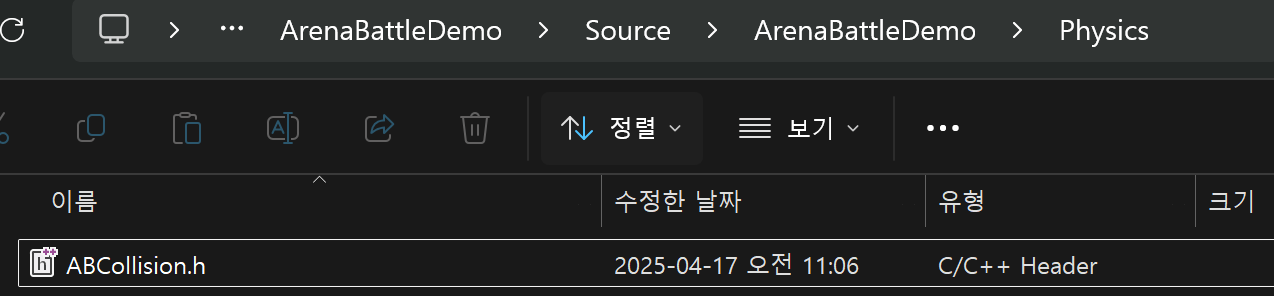 ArenaBattleDemo > Source > ArenaBattleDemo > Physics
정렬 보기
이름 수정한 날짜 유형 크기
ABCollision.h 2025-04-17 오전 11:06 C/C++ Header